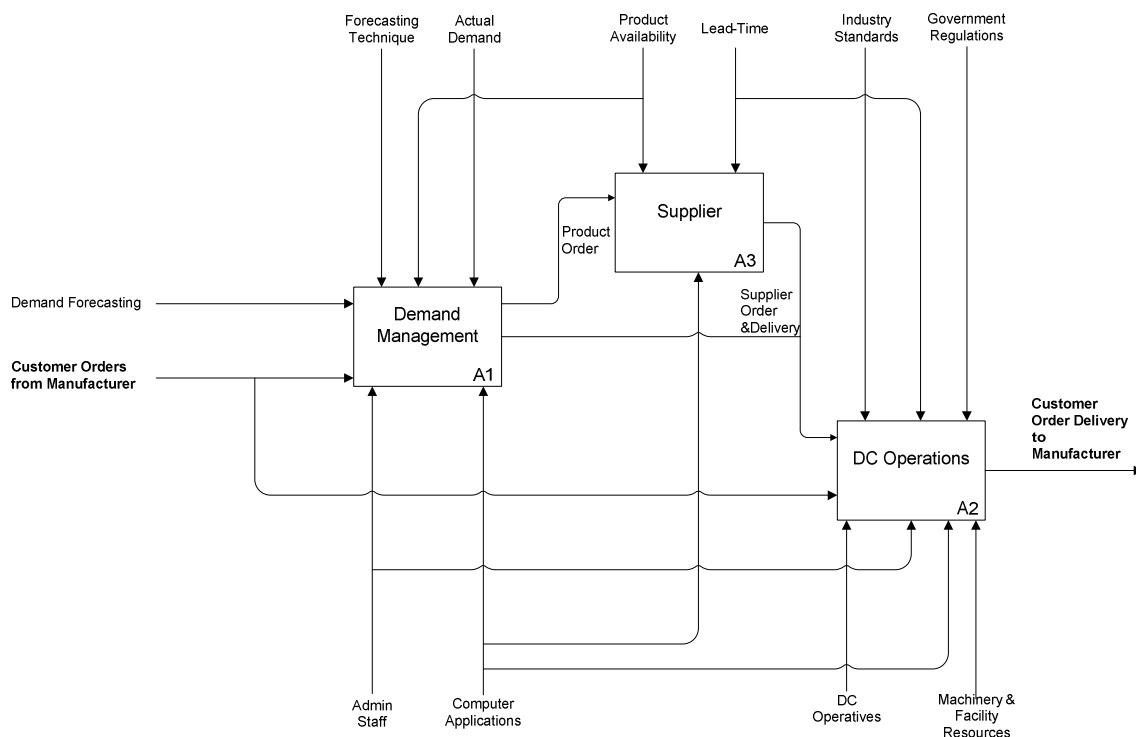 Forecasting
Technique
Actual
Demand
Product
Availability
Lead-Time
Industry
Standards
Government
Regulations
Supplier
A3
Product
Order
Demand Forecasting
Demand
Management
A1
Supplier
Order
&Delivery
Customer Orders
from Manufacturer
Customer
Order Delivery
to
Manufacturer
DC Operations
A2
Admin
Staff
Computer
Applications
DC
Operatives
Machinery &
Facility
Resources